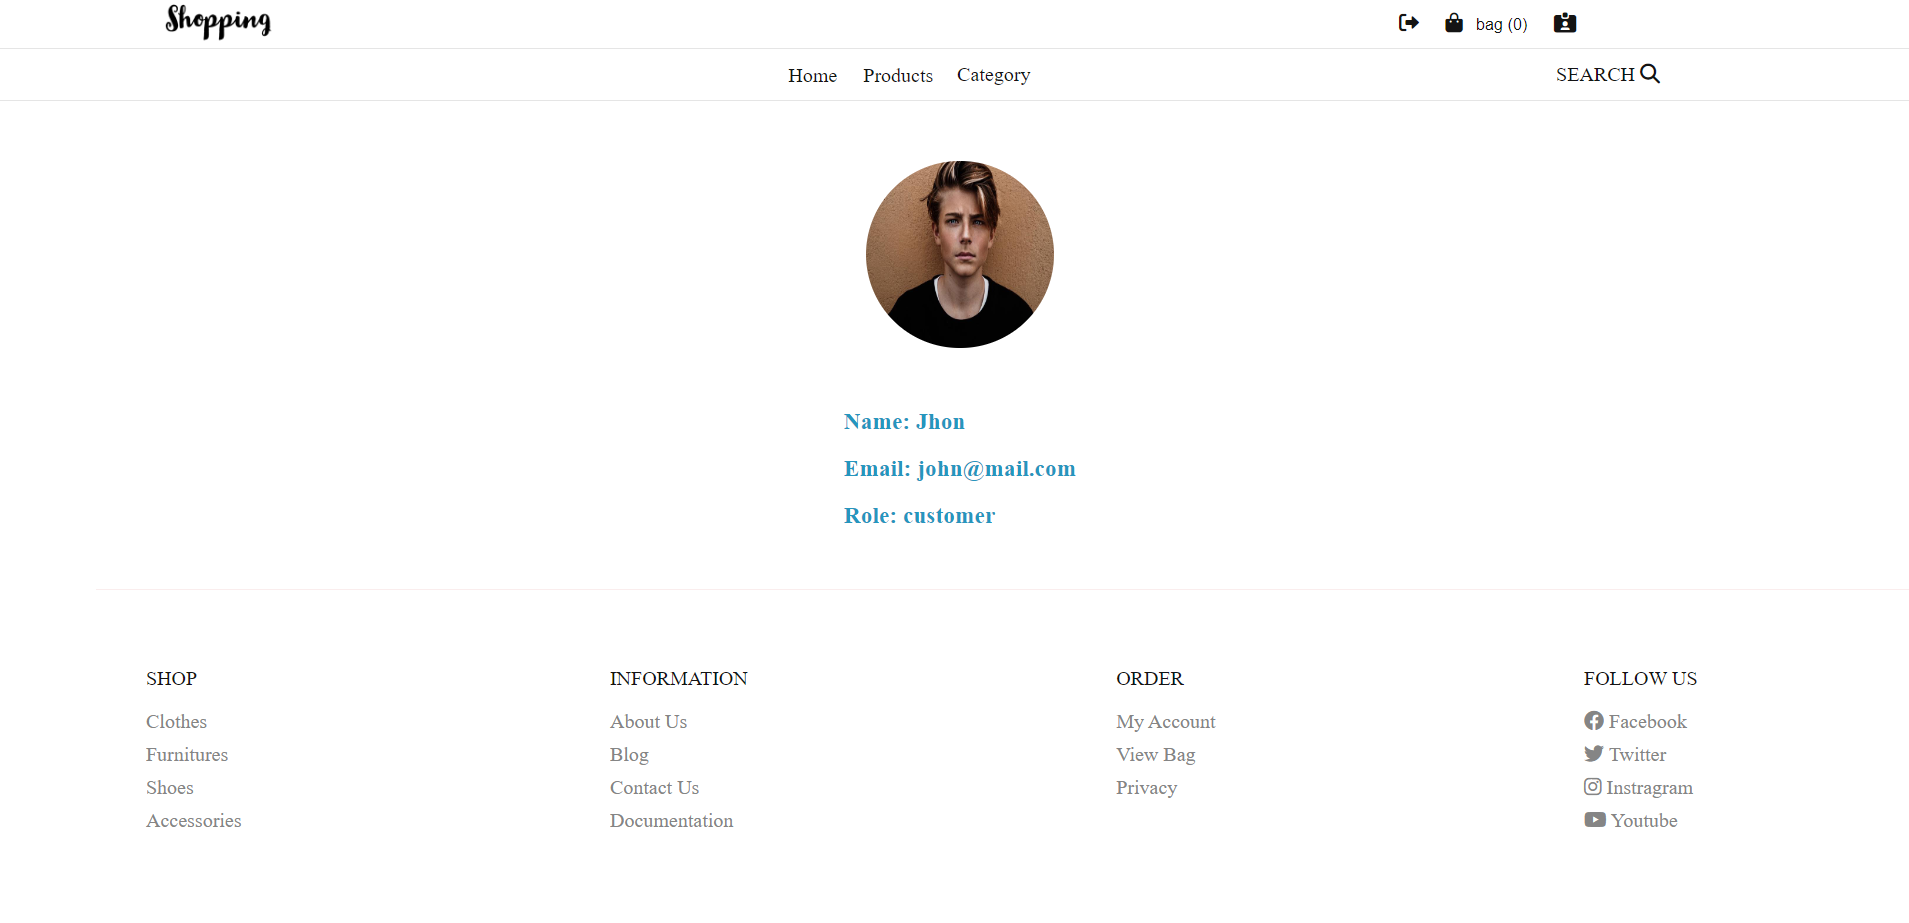 Shopping
bag (0)
Home Products Category
SEARCH
Name: Jhon
Email: john@mail.com
Role: customer
SHOP
Clothes
Furnitures
Shoes
Accessories
INFORMATION
About Us
Blog
Contact Us
Documentation
ORDER
My Account
View Bag
Privacy
FOLLOW US
Facebook
Twitter
Instragram
Youtube